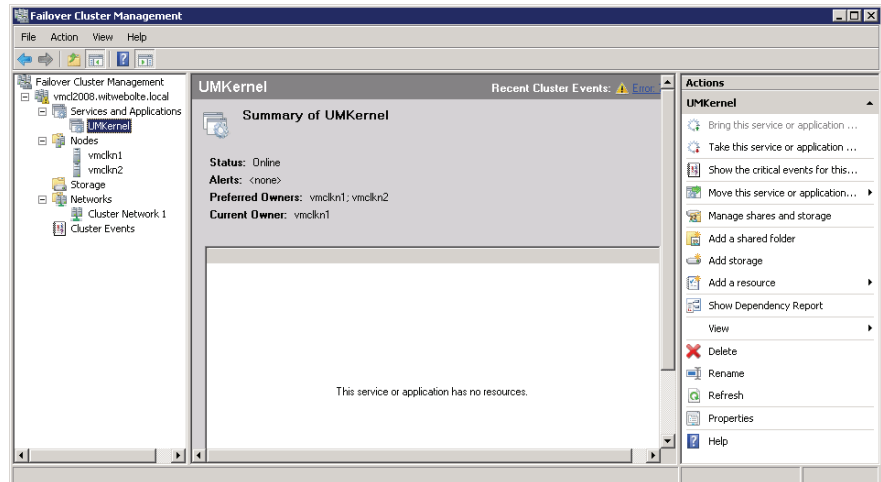 Failover Cluster Management
File Action View Help
Failover Cluster Management
vmcl2008.witwebolte.local
Services and Applications
UMKernel
Nodes
vmclkn1
vmclkn2
Storage
Networks
Cluster Network 1
Cluster Events
UMKernel
Recent Cluster Events: Error:
Summary of UMKernel
Status: Online
Alerts: <none>
Preferred Owners: vmclkn1; vmclkn2
Current Owner: vmclkn1
This service or application has no resources.
Actions
UMKernel
Bring this service or application ...
Take this service or application ...
Show the critical events for this...
Move this service or application...
Manage shares and storage
Add a shared folder
Add storage
Add a resource
Show Dependency Report
View
Delete
Rename
Refresh
Properties
Help